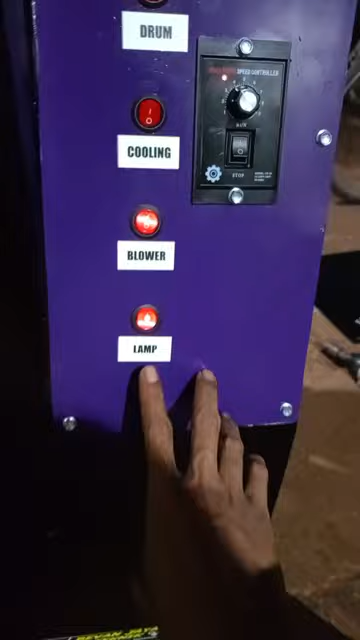 DRUM
SPEED CONTROLLER
COOLING
RUN
STOP
BLOWER
LAMP